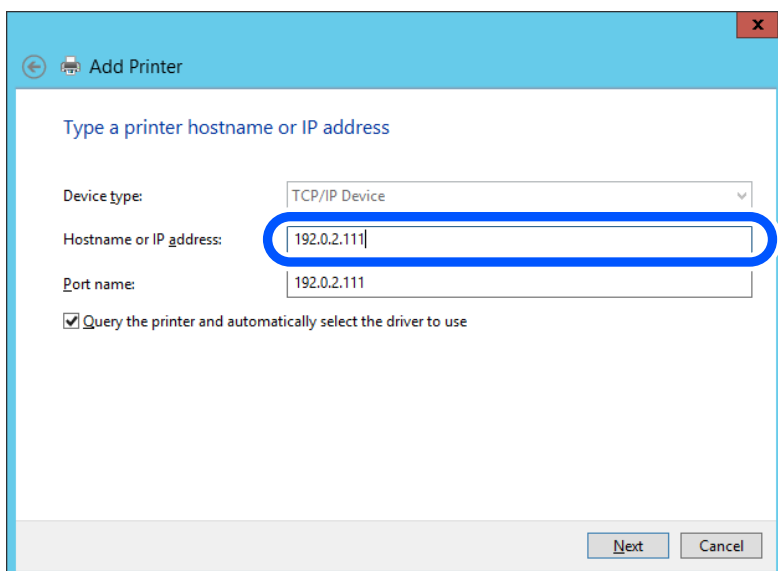 x
Add Printer
Type a printer hostname or IP address
Device type: TCP/IP Device
Hostname or IP address: 192.0.2.111
Port name: 192.0.2.111
Query the printer and automatically select the driver to use
Next Cancel